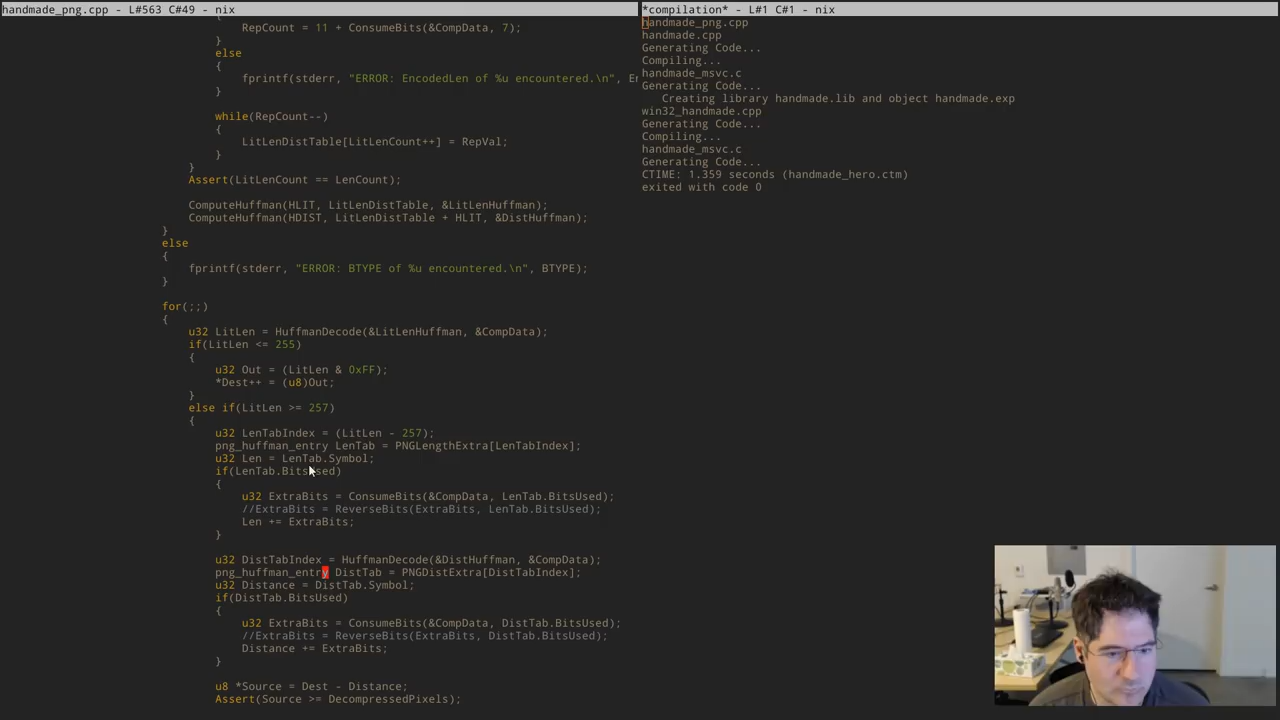 handmade_png.cpp - L#563 C#49 - nix
{
RepCount = 11 + ConsumeBits(&CompData, 7);
}
else
{
fprintf(stderr, "ERROR: EncodedLen of %u encountered.\n", En
}
while(RepCount--)
{
LitLenDistTable[LitLenCount++] = RepVal;
}
}
Assert(LitLenCount == LenCount);
ComputeHuffman(HLIT, LitLenDistTable, &LitLenHuffman);
ComputeHuffman(HDIST, LitLenDistTable + HLIT, &DistHuffman);
}
else
{
fprintf(stderr, "ERROR: BTYPE of %u encountered.\n", BTYPE);
}
for(;;)
{
u32 LitLen = HuffmanDecode(&LitLenHuffman, &CompData);
if(LitLen <= 255)
{
u32 Out = (LitLen & 0xFF);
*Dest++ = (u8)Out;
}
else if(LitLen >= 257)
{
u32 LenTabIndex = (LitLen - 257);
png_huffman_entry LenTab = PNGLengthExtra[LenTabIndex];
u32 Len = LenTab.Symbol;
if(LenTab.BitsUsed)
{
u32 ExtraBits = ConsumeBits(&CompData, LenTab.BitsUsed);
//ExtraBits = ReverseBits(ExtraBits, LenTab.BitsUsed);
Len += ExtraBits;
}
u32 DistTabIndex = HuffmanDecode(&DistHuffman, &CompData);
png_huffman_entry DistTab = PNGDistExtra[DistTabIndex];
u32 Distance = DistTab.Symbol;
if(DistTab.BitsUsed)
{
u32 ExtraBits = ConsumeBits(&CompData, DistTab.BitsUsed);
//ExtraBits = ReverseBits(ExtraBits, DistTab.BitsUsed);
Distance += ExtraBits;
}
u8 *Source = Dest - Distance;
Assert(Source >= DecompressedPixels);
*compilation* - L#1 C#1 - nix
handmade_png.cpp
handmade.cpp
Generating Code...
Compiling...
handmade_msvc.c
Generating Code...
Creating library handmade.lib and object handmade.exp
win32_handmade.cpp
Generating Code...
Compiling...
handmade_msvc.c
Generating Code...
CTIME: 1.359 seconds (handmade_hero.ctm)
exited with code 0